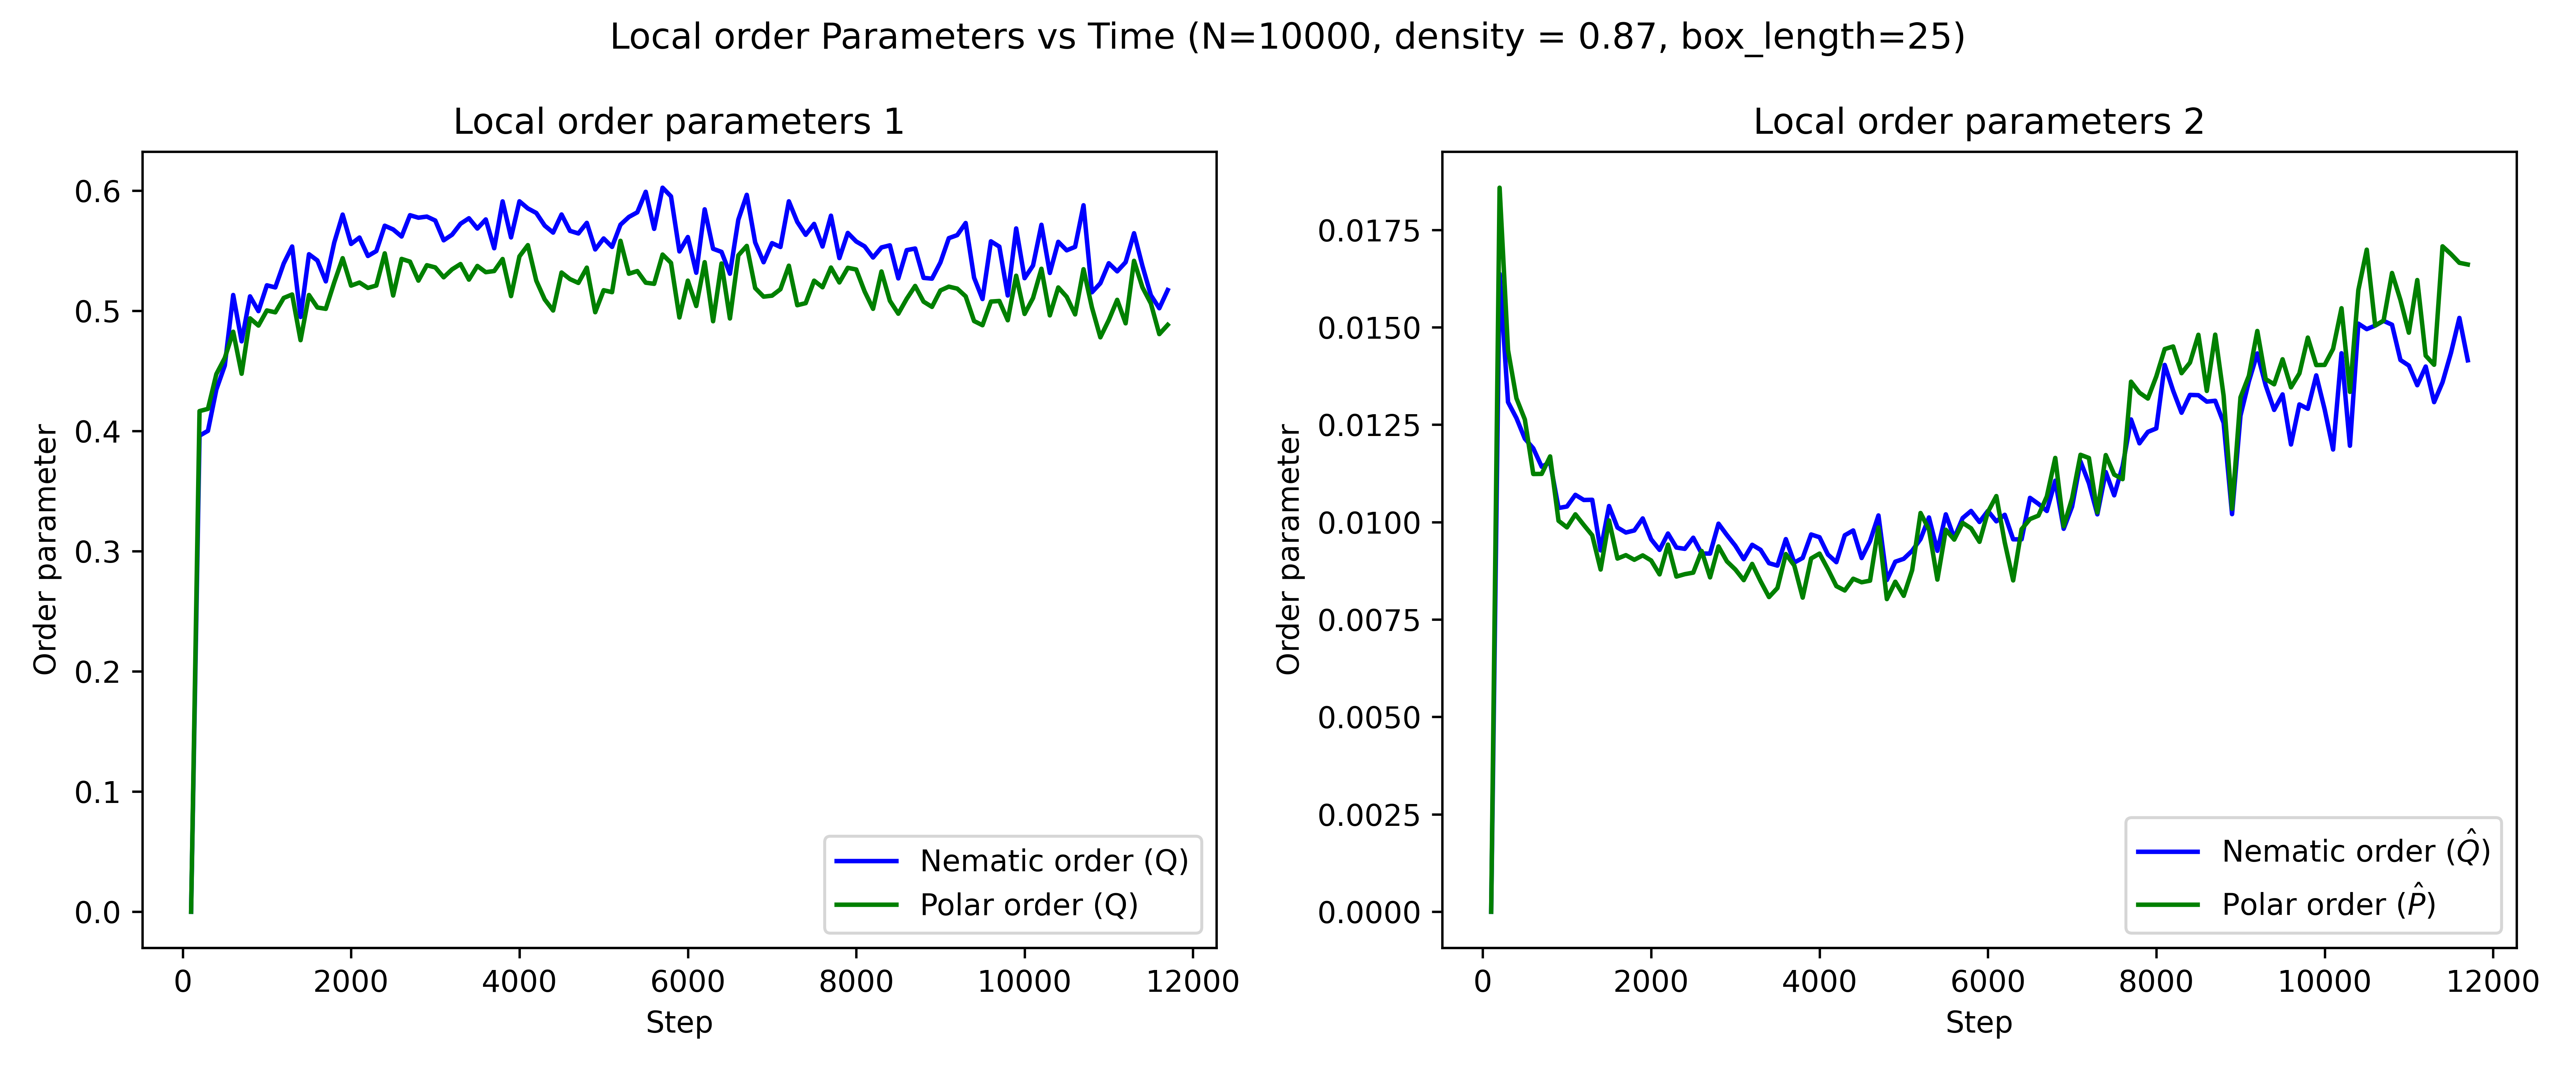 Local order Parameters vs Time (N=10000, density = 0.87, box_length=25)
Local order parameters 1
Order parameter
0.6
0.5
0.4
0.3
0.2
0.1
0.0
0 2000 4000 6000 8000 10000 12000
Step
Nematic order (Q)
Polar order (Q)
Local order parameters 2
Order parameter
0.0175
0.0150
0.0125
0.0100
0.0075
0.0050
0.0025
0.0000
0 2000 4000 6000 8000 10000 12000
Step
Nematic order (Q̂)
Polar order (P̂)